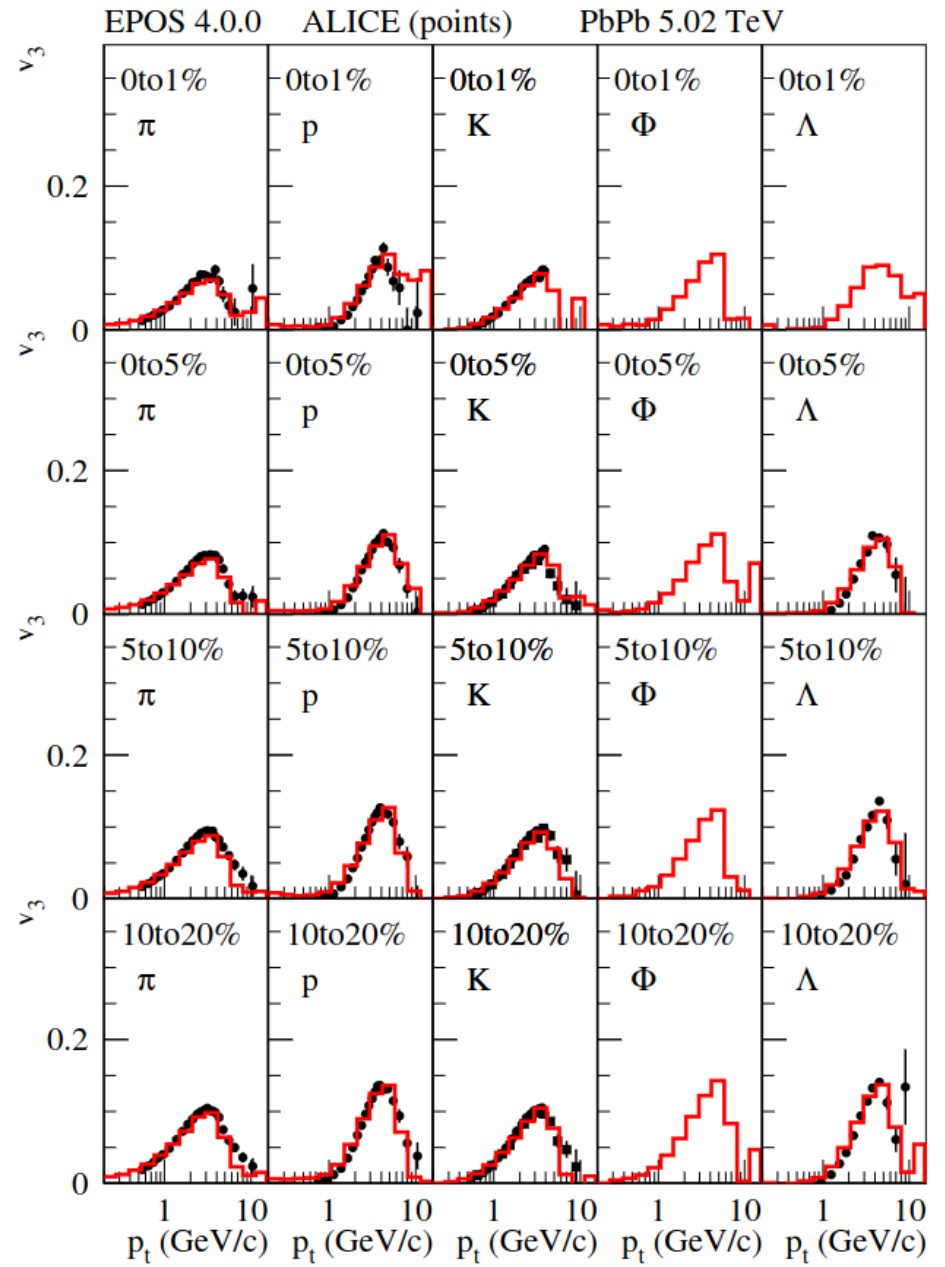 EPOS 4.0.0 ALICE (points) PbPb 5.02 TeV
v3
0to1% 0to1% 0to1% 0to1% 0to1%
π p K Φ Λ
0.2
0
v3
0to5% 0to5% 0to5% 0to5% 0to5%
π p K Φ Λ
0.2
0
v3
5to10% 5to10% 5to10% 5to10% 5to10%
π p K Φ Λ
0.2
0
v3
10to20% 10to20% 10to20% 10to20% 10to20%
π p K Φ Λ
0.2
0
1 10 1 10 1 10 1 10 1 10
pt (GeV/c) pt (GeV/c) pt (GeV/c) pt (GeV/c) pt (GeV/c)